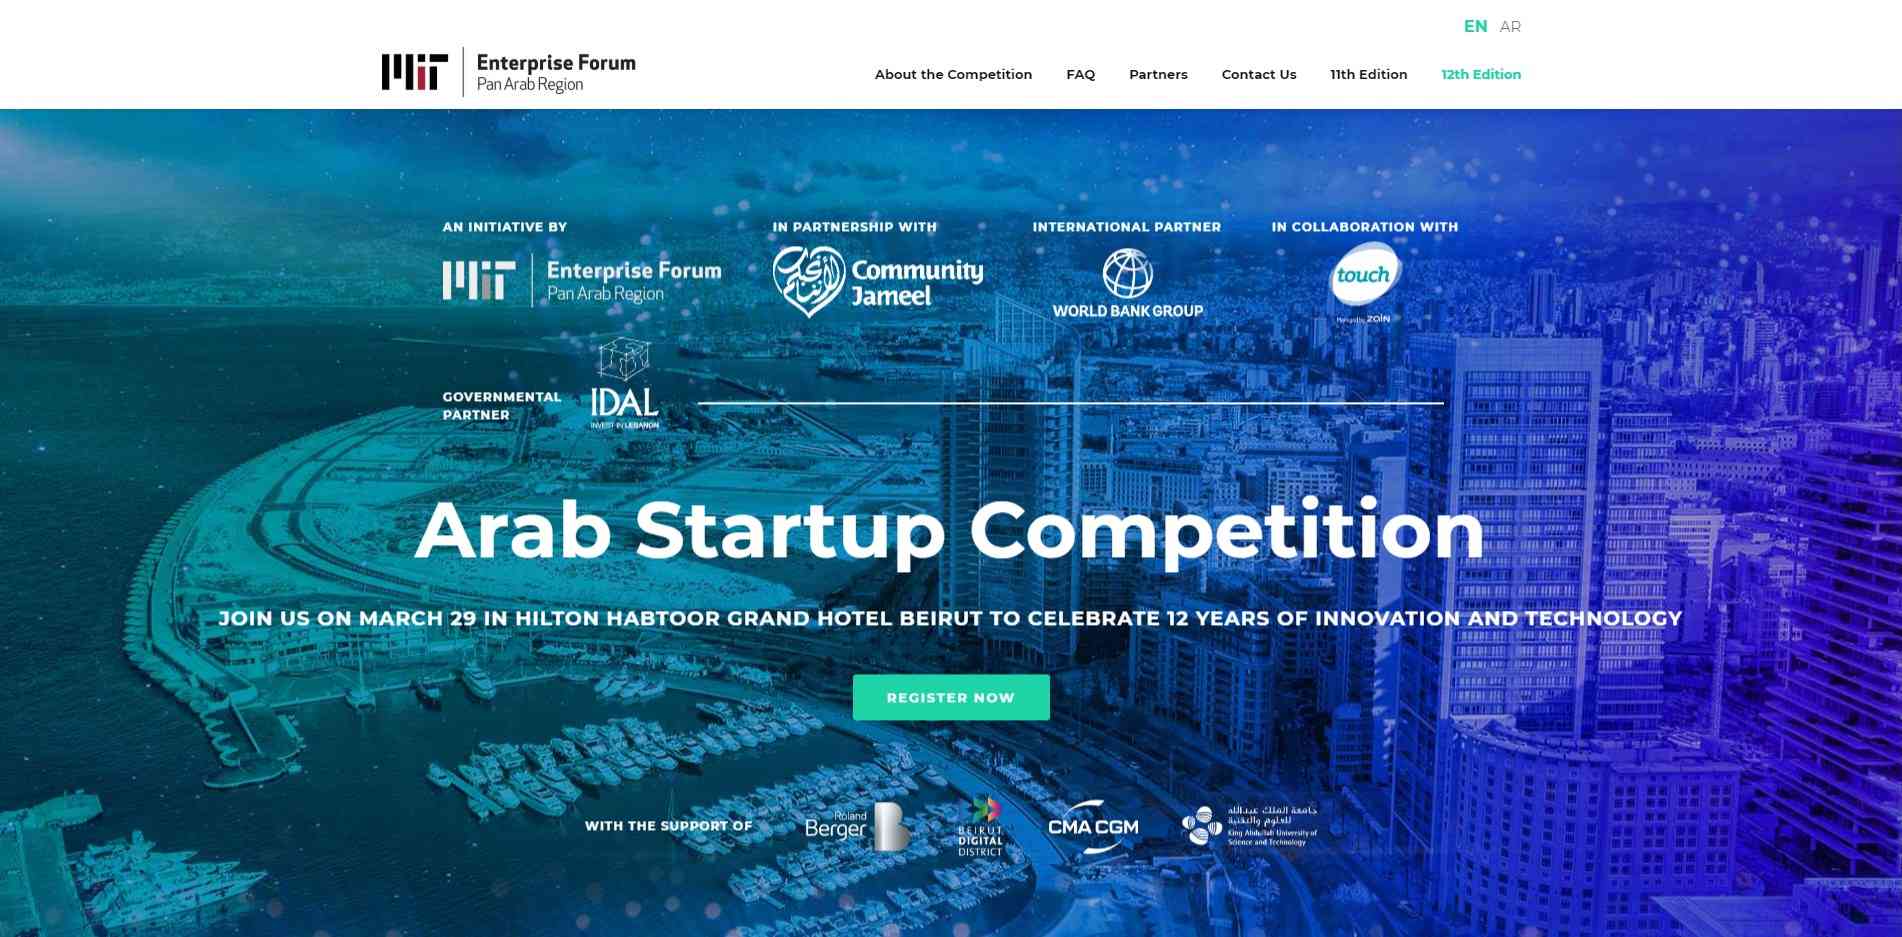 EN AR
MIT
Enterprise Forum
Pan Arab Region
About the Competition FAQ Partners Contact Us 11th Edition 12th Edition
AN INITIATIVE BY
MIT
Enterprise Forum
Pan Arab Region
IN PARTNERSHIP WITH
Community
Jameel
INTERNATIONAL PARTNER
WORLD BANK GROUP
IN COLLABORATION WITH
touch
Managed by zain
GOVERNMENTAL
PARTNER
IDAL
INVEST IN LEBANON
Arab Startup Competition
JOIN US ON MARCH 29 IN HILTON HABTOOR GRAND HOTEL BEIRUT TO CELEBRATE 12 YEARS OF INNOVATION AND TECHNOLOGY
REGISTER NOW
WITH THE SUPPORT OF
Roland
Berger
B
BEIRUT
DIGITAL
DISTRICT
CMA CGM
جامعة الملك عبدالله
للعلوم والتقنية
King Abdullah University of
Science and Technology